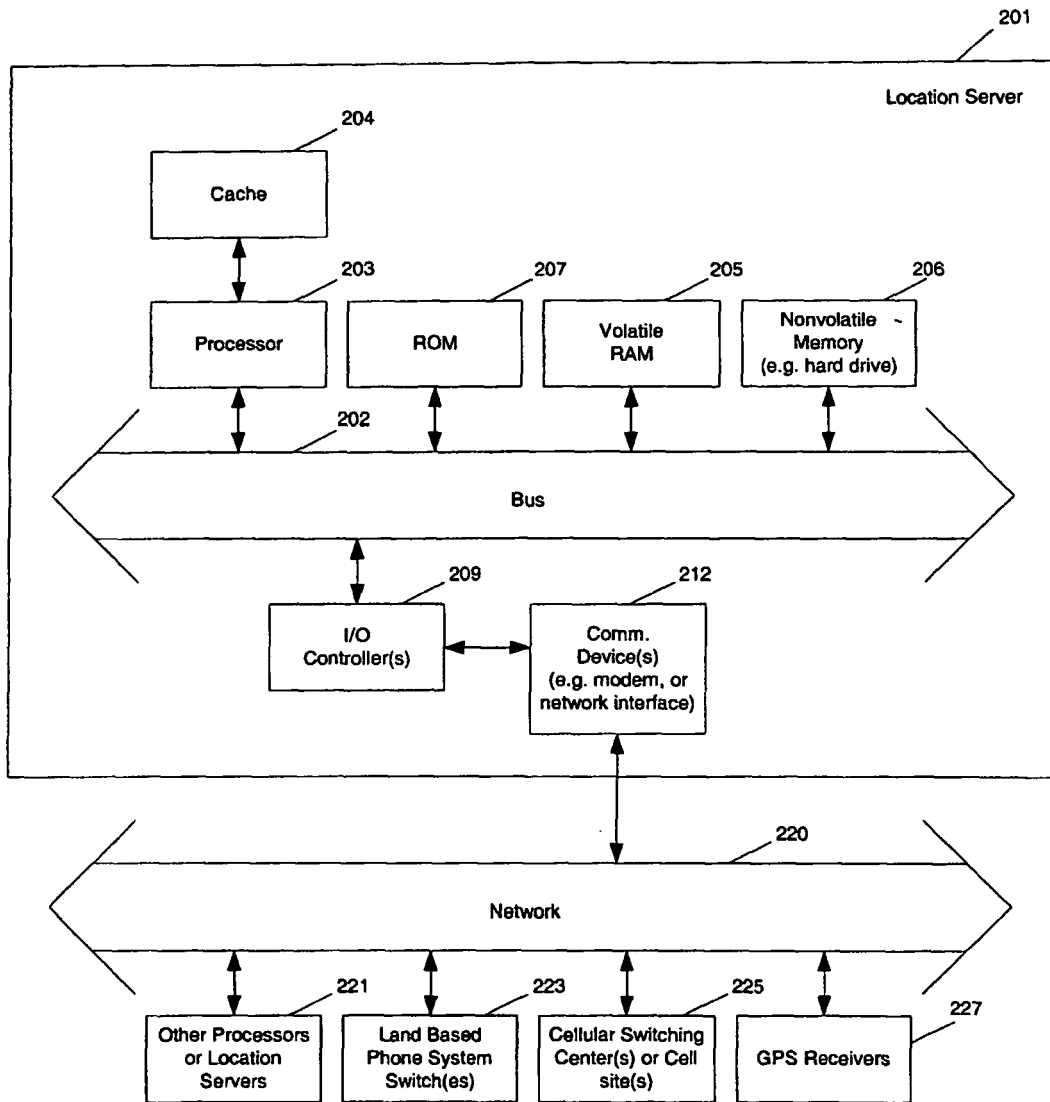 201
Location Server
204
Cache
203
207
205
206
Processor
ROM
Volatile
RAM
Nonvolatile
Memory
(e.g. hard drive)
202
Bus
209
212
I/O
Controller(s)
Comm.
Device(s)
(e.g. modem, or
network interface)
220
Network
221
223
225
227
Other Processors
or Location
Servers
Land Based
Phone System
Switch(es)
Cellular Switching
Center(s) or Cell
site(s)
GPS Receivers